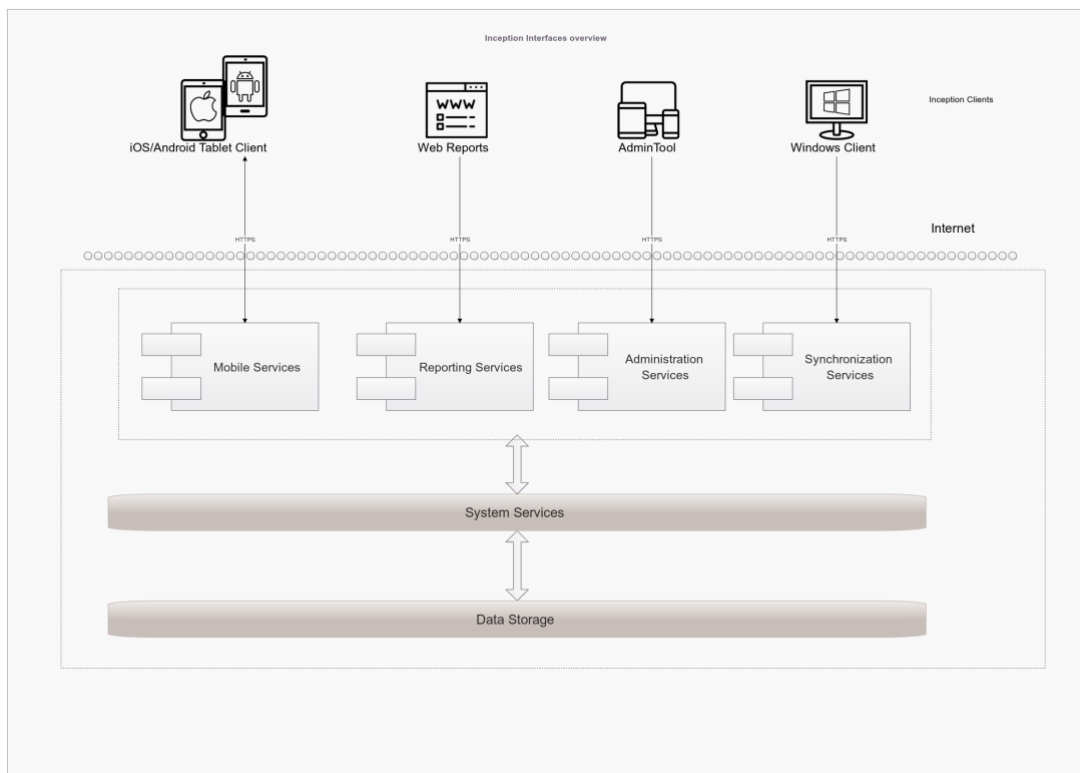 Inception Interfaces overview
WWW
Inception Clients
iOS/Android Tablet Client
Web Reports
AdminTool
Windows Client
Internet
HTTPS
HTTPS
HTTPS
HTTPS
Mobile Services
Reporting Services
Administration
Services
Synchronization
Services
System Services
Data Storage